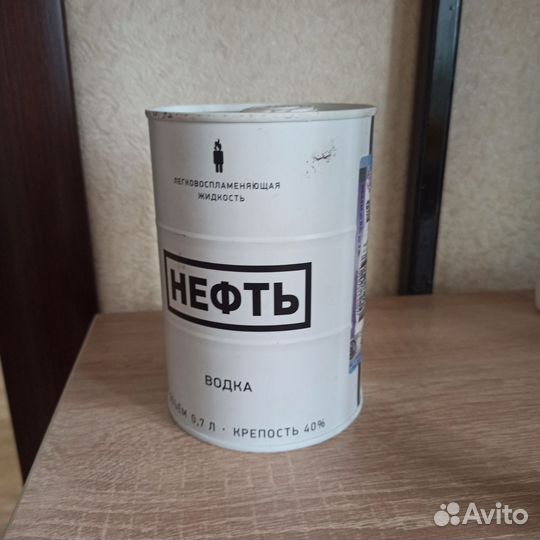 ЛЕГКОВОСПЛАМЕНЯЮЩАЯ
ЖИДКОСТЬ
НЕФТЬ
ВОДКА
0,7 Л · КРЕПОСТЬ 40%
Avito